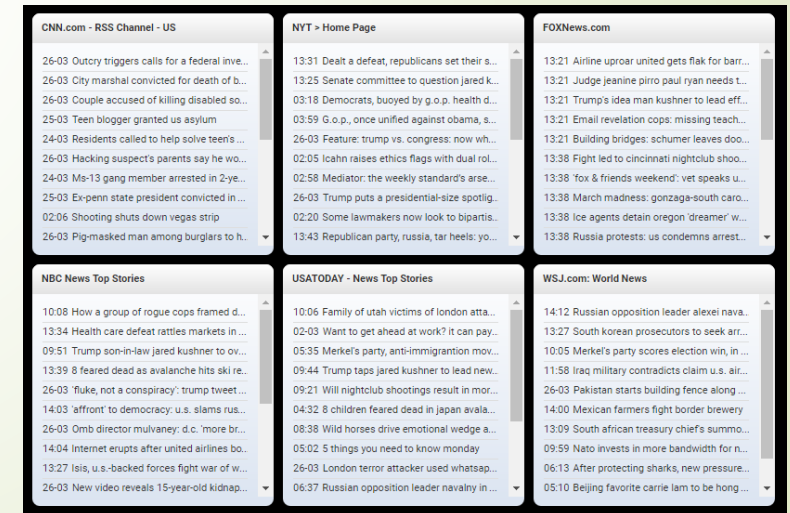 CNN.com - RSS Channel - US
26-03 Outcry triggers calls for a federal inve...
26-03 City marshal convicted for death of b...
26-03 Couple accused of killing disabled so...
25-03 Teen blogger granted us asylum
24-03 Residents called to help solve teen's ...
26-03 Hacking suspect's parents say he wo...
24-03 Ms-13 gang member arrested in 2-ye...
25-03 Ex-penn state president convicted in ...
02:06 Shooting shuts down vegas strip
26-03 Pig-masked man among burglars to h...
NYT > Home Page
13:31 Dealt a defeat, republicans set their s...
13:25 Senate committee to question jared k...
03:18 Democrats, buoyed by g.o.p. health d...
03:59 G.o.p., once unified against obama, s...
26-03 Feature: trump vs. congress: now wh...
02:05 Icahn raises ethics flags with dual rol...
02:58 Mediator: the weekly standard's arse...
26-03 Trump puts a presidential-size spotlig...
02:20 Some lawmakers now look to bipartis...
13:43 Republican party, russia, tar heels: yo...
FOXNews.com
13:21 Airline uproar united gets flak for barr...
13:21 Judge jeanine pirro paul ryan needs t...
13:21 Trump's idea man kushner to lead eff...
13:21 Email revelation cops: missing teach...
13:21 Building bridges: schumer leaves doo...
13:38 Fight led to cincinnati nightclub shoo...
13:38 'fox & friends weekend': vet speaks u...
13:38 March madness: gonzaga-south caro...
13:38 Ice agents detain oregon 'dreamer' w...
13:38 Russia protests: us condemns arrest...
NBC News Top Stories
10:08 How a group of rogue cops framed d...
13:34 Health care defeat rattles markets in ...
09:51 Trump son-in-law jared kushner to ov...
13:39 8 feared dead as avalanche hits ski re...
26-03 'fluke, not a conspiracy': trump tweet ...
14:03 'affront' to democracy: u.s. slams rus...
26-03 Omb director mulvaney: d.c. 'more br...
14:04 Internet erupts after united airlines bo...
13:27 Isis, u.s.-backed forces fight war of w...
26-03 New video reveals 15-year-old kidnap...
USATODAY - News Top Stories
10:06 Family of utah victims of london atta...
02-03 Want to get ahead at work? it can pay...
05:35 Merkel's party, anti-immigrantion mov...
09:44 Trump taps jared kushner to lead new...
09:21 Will nightclub shootings result in mor...
04:32 8 children feared dead in japan avala...
08:38 Wild horses drive emotional wedge a...
05:02 5 things you need to know monday
26-03 London terror attacker used whatsap...
06:37 Russian opposition leader navalny in ...
WSJ.com: World News
14:12 Russian opposition leader alexei nava...
13:27 South korean prosecutors to seek arr...
10:05 Merkel's party scores election win, in ...
11:58 Iraq military contradicts claim u.s. air...
26-03 Pakistan starts building fence along ...
14:00 Mexican farmers fight border brewery
13:09 South african treasury chief's summo...
09:59 Nato invests in more bandwidth for n...
06:13 After protecting sharks, new pressure...
05:10 Beijing favorite carrie lam to be hong ...